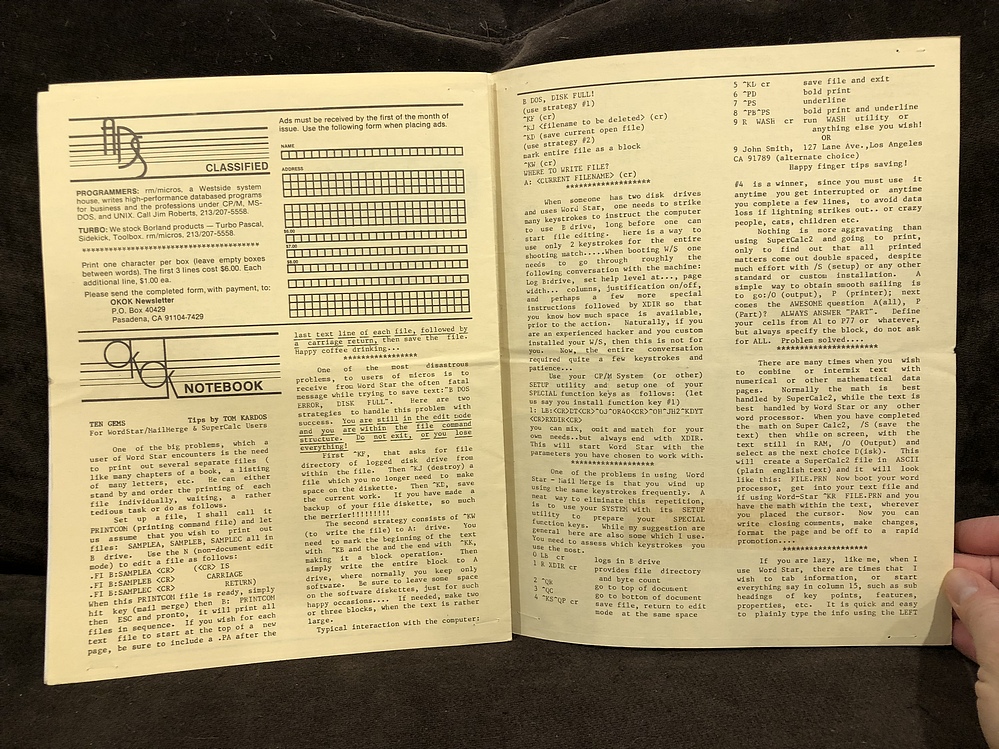 ADS
CLASSIFIED
PROGRAMMERS: rm/micros, a Westside system
house, writes high-performance databased programs
for business and the professions under CP/M, MS-
DOS, and UNIX. Call Jim Roberts, 213/207-5558.
TURBO: We stock Borland products — Turbo Pascal,
Sidekick, Toolbox. rm/micros, 213/207-5558.
****************************************
Print one character per box (leave empty boxes
between words). The first 3 lines cost $6.00. Each
additional line, $1.00 ea.
Please send the completed form, with payment, to:
OKOK Newsletter
P.O. Box 40429
Pasadena, CA 91104-7429
Ads must be received by the first of the month of
issue. Use the following form when placing ads.
NAME
ADDRESS
$6.00
$7.00
$8.00
OKOK
NOTEBOOK
TEN GEMS Tips by TOM KARDOS
For WordStar/MailMerge & SuperCalc Users
One of the big problems, which a
user of Word Star encounters is the need
to print out several separate files (
like many chapters of a book, a listing
of many letters, etc. He can either
stand by and order the printing of each
file individually, waiting, a rather
tedious task or do as follows.
Set up a file, I shall call it
PRINTCOM (printing command file) and let
us assume that you wish to print out
files: SAMPLEA, SAMPLEB, SAMPLEC all in
B drive. Use the N (non-document edit
mode) to edit a file as follows:
.FI B:SAMPLEA <CR> (<CR> IS
.FI B:SAMPLEB <CR> CARRIAGE
.FI B:SAMPLEC <CR> RETURN)
When this PRINTCOM file is ready, simply
hit key (mail merge) then B: PRINTCOM
then ESC and pronto, it will print all
files in sequence. If you wish for each
text file to start at the top of a new
page, be sure to include a .PA after the
last text line of each file, followed by
a carriage return, then save the file.
Happy coffee drinking...
*****************
One of the most disastrous
problems, to users of micros is to
receive from Word Star the often fatal
message while trying to save text:"B DOS
ERROR, DISK FULL". Here are two
strategies to handle this problem with
success. You are still in the edit mode
and you are within the file command
structure. Do not exit, or you lose
everything!
First ^KF, that asks for file
directory of logged disk drive from
within the file. Then ^KJ (destroy) a
file which you no longer need to make
space on the diskette. Then ^KD, save
the current work. If you have made a
backup of your file diskette, so much
the merrier!!!!!!!!!
The second strategy consists of ^KW
(to write the file) to A: drive. You
need to mark the beginning of the text
with ^KB and the and the end with ^KK,
making it a block operation. Then
simply write the entire block to A
drive, where normally you keep only
software. Be sure to leave some space
on the software diskettes, just for such
happy occasions.... If needed, make two
or three blocks, when the text is rather
large.
Typical interaction with the computer:
B DOS, DISK FULL!
(use strategy #1)
^KF (cr)
^KJ <filename to be deleted> (cr)
^KD (save current open file)
(use strategy #2)
mark entire file as a block
^KW (cr)
WHERE TO WRITE FILE?
A: <CURRENT FILENAME> (cr)
*******************
When someone has two disk drives
and uses Word Star, one needs to strike
many keystrokes to instruct the computer
to use B drive, long before one can
start file editing. Here is a way to
use only 2 keystrokes for the entire
shooting match.....When booting W/S one
needs to go through roughly the
following conversation with the machine:
Log B:drive, set help level at..., page
width... columns, justification on/off,
and perhaps a few more special
instructions followed by XDIR so that
you know how much space is available,
prior to the action. Naturally, if you
are an experienced hacker and you custom
installed your W/S, then this is not for
you. Now, the entire conversation
required quite a few keystrokes and
patience...
Use your CP/M System (or other)
SETUP utility and setup one of your
SPECIAL function keys as follows: (let
us say you install function key #1)
you can mix, omit and match for your
own needs..but always end with XDIR.
This will start Word Star with the
parameters you have chosen to work with.
*******************
One of the problems in using Word
Star - Mail Merge is that you wind up
using the same keystrokes frequently. A
neat way to eliminate this repetition,
is to use your SYSTEM with its SETUP
utility to prepare your SPECIAL
function keys. While my suggestion are
general here are also some which I use.
You need to assess which keystrokes you
use the most.
0 LB cr logs in B drive
1 R XDIR cr provides file directory
and byte count
2 ^QR go to top of document
3 ^QC go to bottom of document
4 ^KS^QP cr save file, return to edit
mode at the same space
5 ^KD cr save file and exit
6 ^PD bold print
7 ^PS underline
8 ^PB^PS bold print and underline
9 R WASH cr run WASH utility or
anything else you wish!
OR
9 John Smith, 127 Lane Ave.,Los Angeles
CA 91789 (alternate choice)
Happy finger tips saving!
#4 is a winner, since you must use it
anytime you get interrupted or anytime
you complete a few lines, to avoid data
loss if lightning strikes out.. or crazy
people, cats, children etc.
Nothing is more aggravating than
using SuperCalc2 and going to print,
only to find that all printed
matters come out double spaced, despite
much effort with /S (setup) or any other
standard or custom installation. A
simple way to obtain smooth sailing is
to go:/O (output), P (printer); next
comes the AWESOME question A(all), P
(Part)? ALWAYS ANSWER "PART". Define
your cells from A1 to P77 or whatever,
but always specify the block, do not ask
for ALL. Problem solved....
*********************
There are many times when you wish
to combine or intermix text with
numerical or other mathematical data
pages. Normally the math is best
handled by SuperCalc2, while the text is
best handled by Word Star or any other
word processor. When you have completed
the math on Super Calc2, /S (save the
text) then while on screen, with the
text still in RAM, /O (Output) and
select as the next choice D(isk). This
will create a SuperCalc2 file in ASCII
(plain english text) and it will look
like this: FILE.PRN Now boot your word
processor, get into your text file and
if using Word-Star ^KR FILE.PRN and you
have the math within the text, wherever
you placed the cursor. Now you can
write closing comments, make changes,
format the page and be off to a rapid
promotion....
*******************
If you are lazy, like me, when I
use Word Star, there are times that I
wish to tab information, or start
everything say in column 15, such as sub
headings of key points, features,
properties, etc. It is quick and easy
to plainly type the info using the LEFT